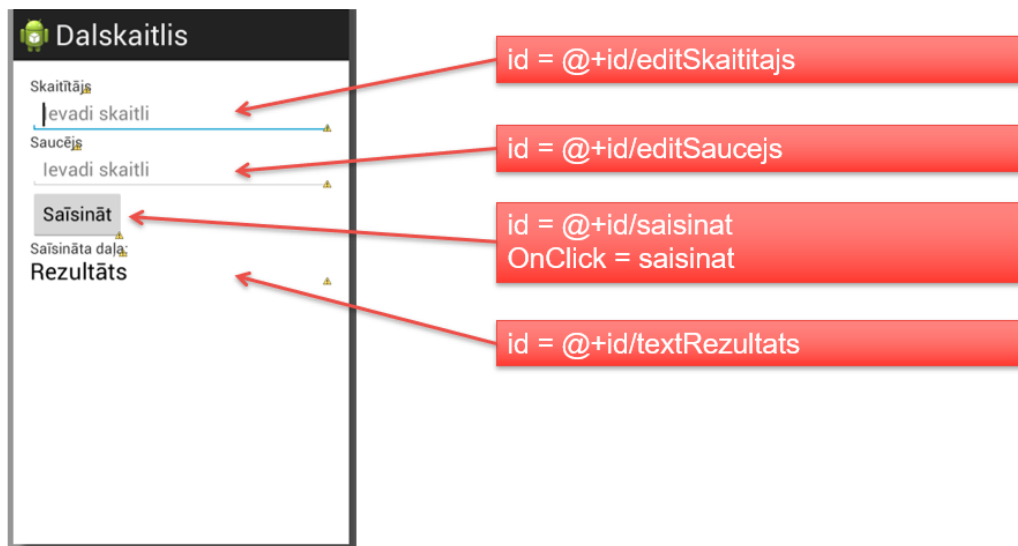 Dalskaitlis
Skaitītājs
Ievadi skaitli
Saucējs
Ievadi skaitli
Saīsināt
Saīsināta daļa:
Rezultāts
id = @+id/editSkaititajs
id = @+id/editSaucejs
id = @+id/saisinat
OnClick = saisinat
id = @+id/textRezultats